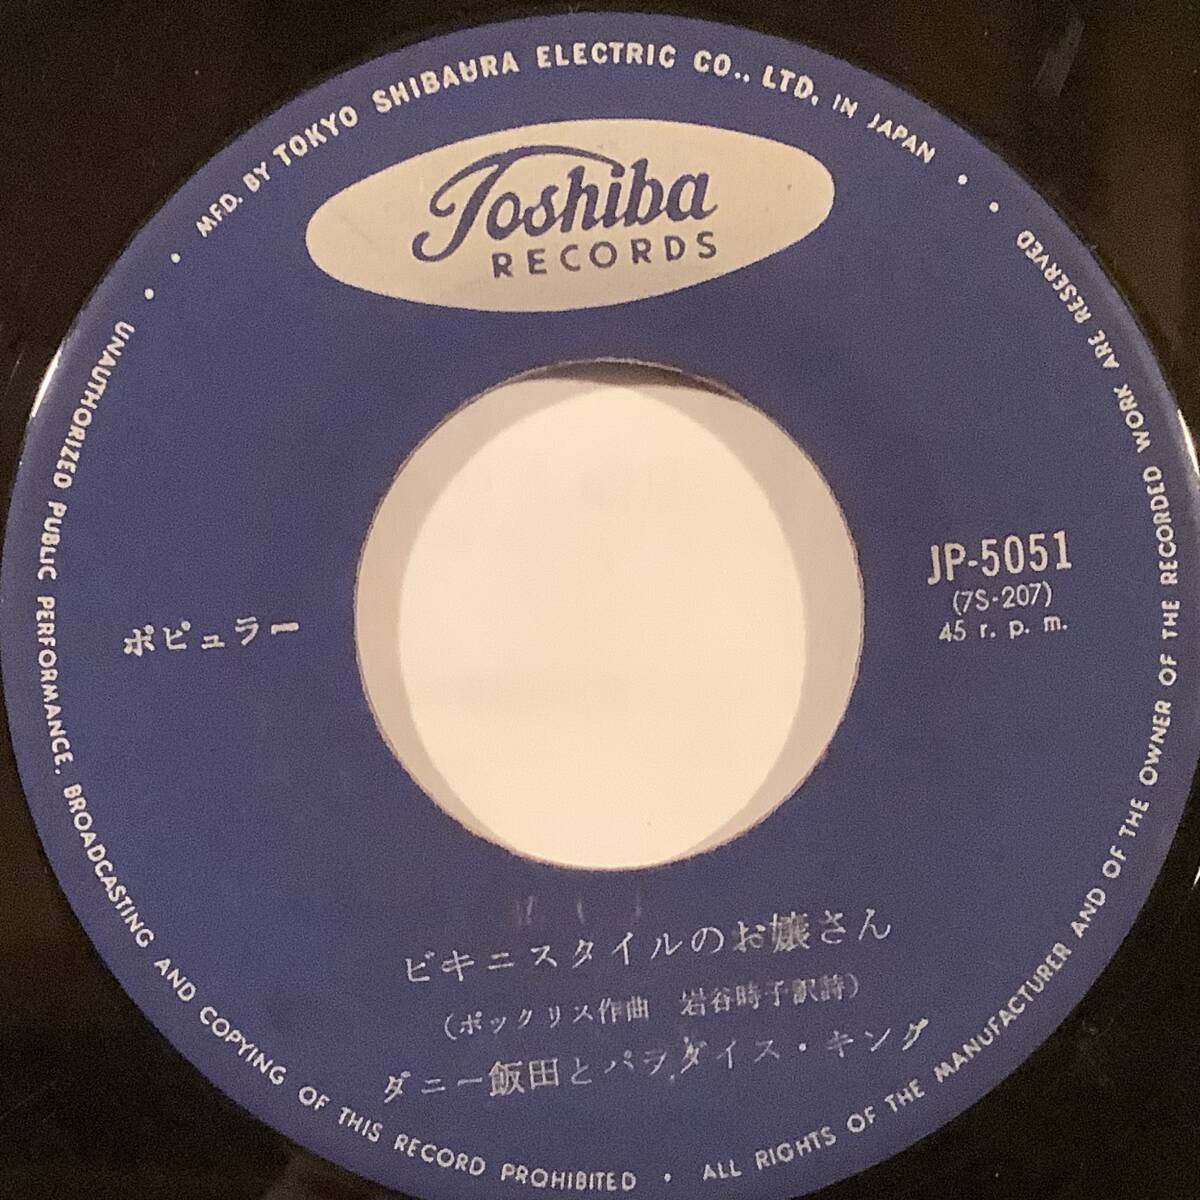 MFD. BY TOKYO SHIBAURA ELECTRIC CO., LTD. IN JAPAN
Toshiba
RECORDS
JP-5051
(7S-207)
45 r. p. m.
ポピュラー
ビキニスタイルのお嬢さん
(ポックリス作曲 岩谷時子訳詩)
ダニー飯田とパラダイス・キング
UNAUTHORIZED PUBLIC PERFORMANCE, BROADCASTING AND COPYING OF THIS RECORD PROHIBITED • ALL RIGHTS OF THE MANUFACTURER AND OF THE OWNER OF THE RECORDED WORK ARE RESERVED